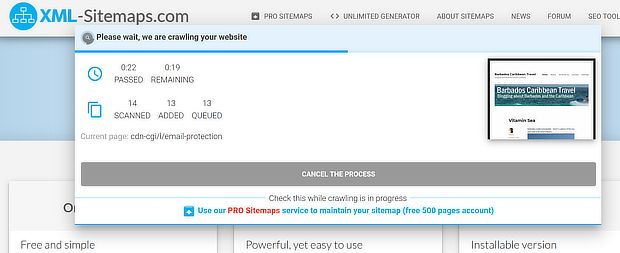 XML-Sitemaps.com
PRO SITEMAPS
UNLIMITED GENERATOR
ABOUT SITEMAPS
NEWS
FORUM
SEO TOOL
Please wait, we are crawling your website
0:22 0:19
PASSED REMAINING
14 13 13
SCANNED ADDED QUEUED
Current page: cdn-cgi/l/email-protection
Barbados Caribbean Travel
Barbados Caribbean Travel
Blogging about Barbados and the Caribbean
Vitamin Sea
CANCEL THE PROCESS
Check this while crawling is in progress
Use our PRO Sitemaps service to maintain your sitemap (free 500 pages account)
Free and simple
Powerful, yet easy to use
Installable version